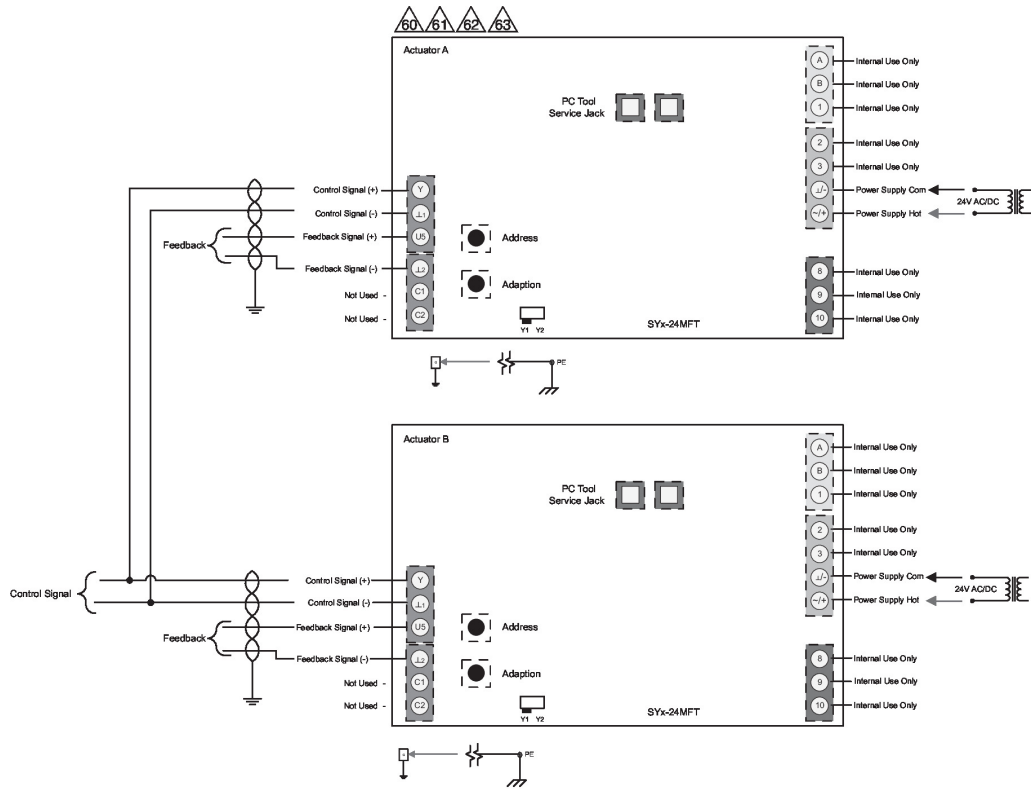 60 61 62 63
Actuator A
A Internal Use Only
B Internal Use Only
1 Internal Use Only
PC Tool
Service Jack
2 Internal Use Only
3 Internal Use Only
Control Signal (+) Y
⊥/- Power Supply Com
24V AC/DC
Control Signal (-) ⊥1
~/+ Power Supply Hot
Feedback
Feedback Signal (+) U5
Address
Feedback Signal (-) ⊥2
8 Internal Use Only
Adaption
Not Used - C1
9 Internal Use Only
Not Used - C2
10 Internal Use Only
Y1 Y2
SYx-24MFT
PE
Actuator B
A Internal Use Only
B Internal Use Only
1 Internal Use Only
PC Tool
Service Jack
2 Internal Use Only
3 Internal Use Only
Control Signal
Control Signal (+) Y
⊥/- Power Supply Com
24V AC/DC
Control Signal (-) ⊥1
~/+ Power Supply Hot
Feedback
Feedback Signal (+) U5
Address
Feedback Signal (-) ⊥2
8 Internal Use Only
Adaption
Not Used - C1
9 Internal Use Only
Not Used - C2
10 Internal Use Only
Y1 Y2
SYx-24MFT
PE